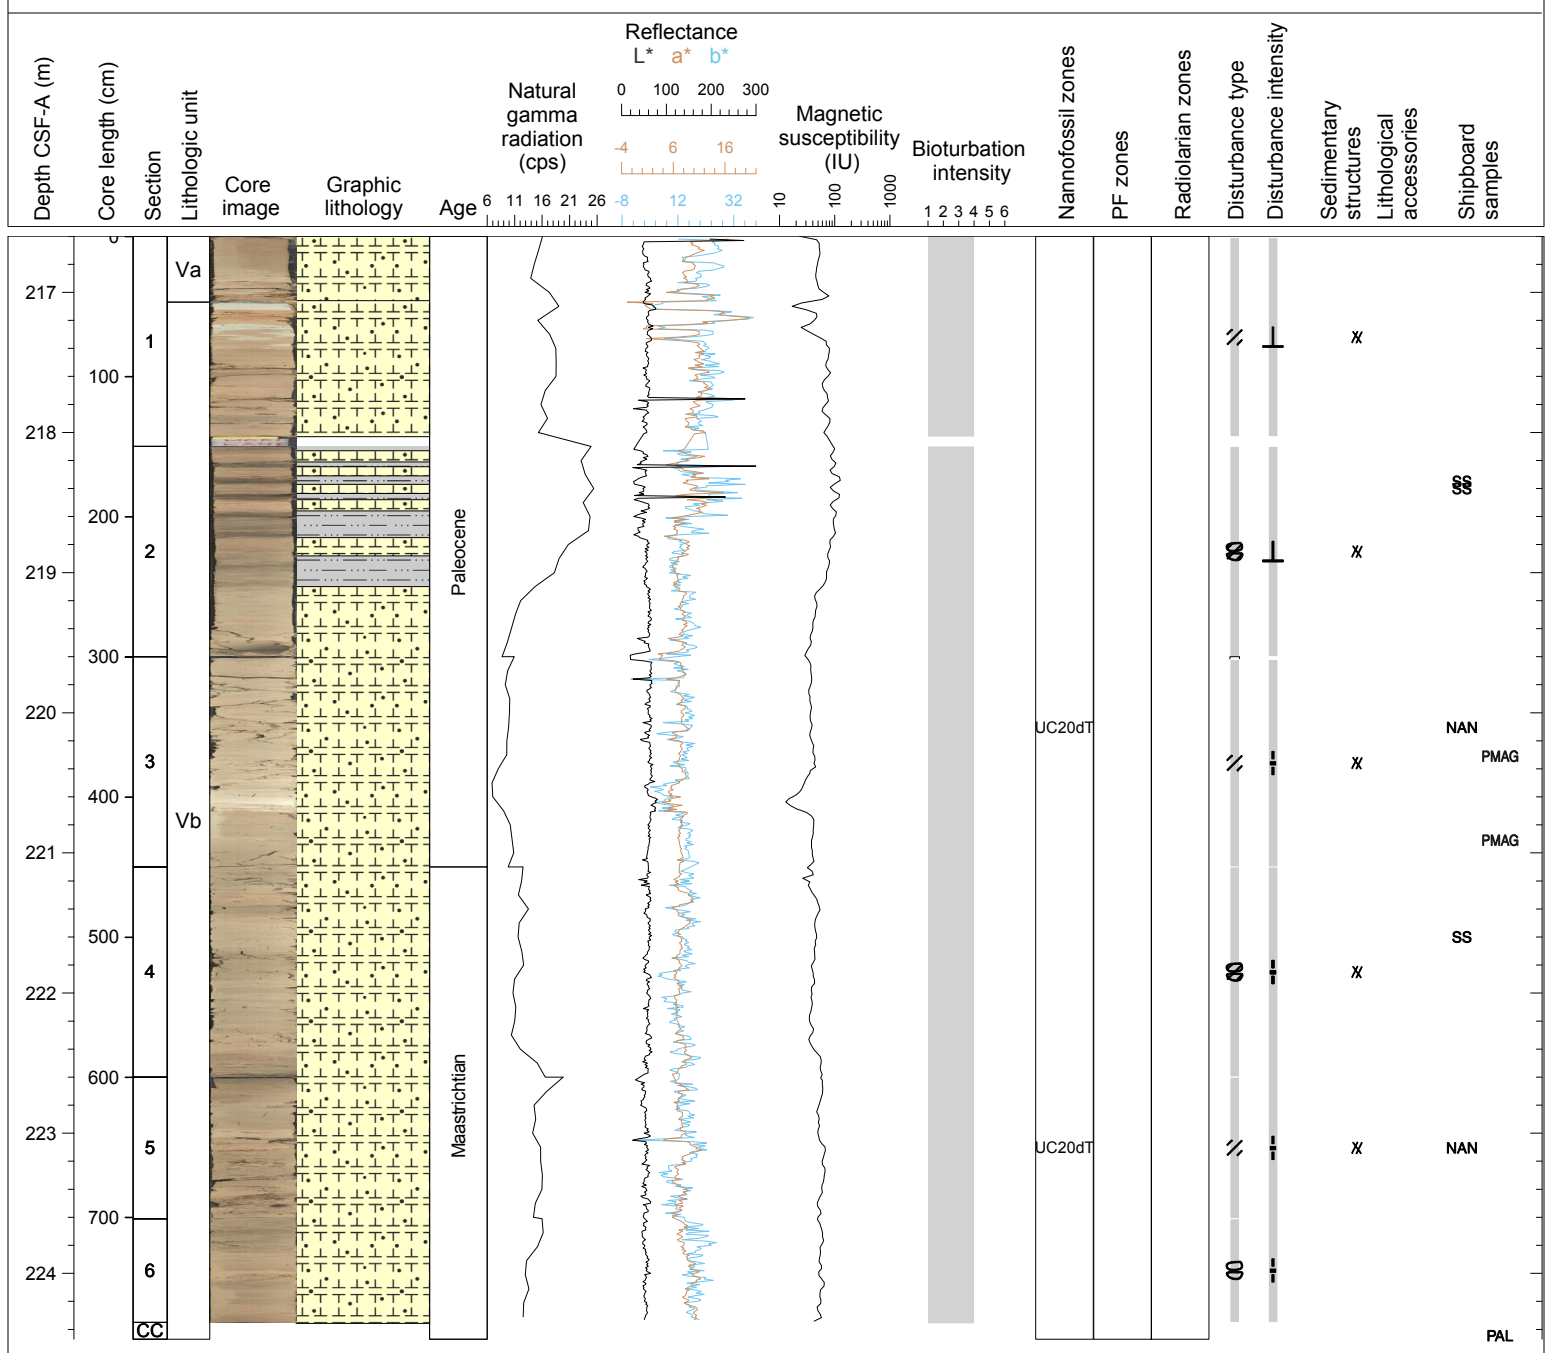 Depth CSF-A (m)
Core length (cm)
Section
Lithologic unit
Core
image
Graphic
lithology
Age
Natural
gamma
radiation
(cps)
6 11 16 21 26
Reflectance
L* a* b*
0 100 200 300
-4 6 16
-8 12 32
Magnetic
susceptibility
(IU)
10 100 1000
Bioturbation
intensity
1 2 3 4 5 6
Nannofossil zones
PF zones
Radiolarian zones
Disturbance type
Disturbance intensity
Sedimentary
structures
Lithological
accessories
Shipboard
samples
0
Va
217
1
100
218
SS
SS
200
2
Paleocene
219
300
220
UC20dT
NAN
3
PMAG
400
Vb
221
PMAG
500
SS
4
222
600
Maastrichtian
223
5
UC20dT
NAN
700
224
6
CC
PAL